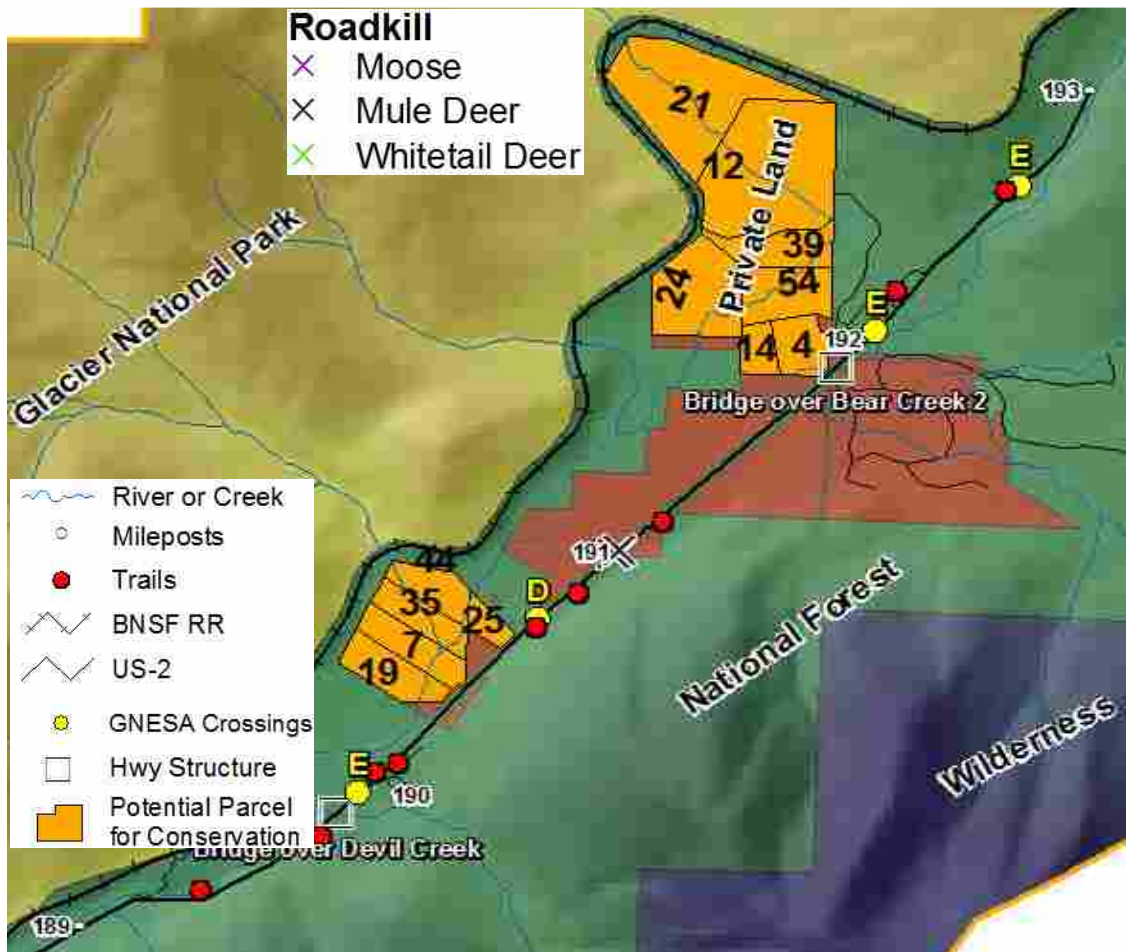 Roadkill
Moose
Mule Deer
Whitetail Deer
193
E
21
12
Private Land
39
24
54
E
192
14
4
Glacier National Park
Bridge over Bear Creek 2
River or Creek
Mileposts
Trails
BNSF RR
US-2
GNESA Crossings
Hwy Structure
Potential Parcel
for Conservation
191
44
35
D
25
7
19
National Forest
Wilderness
E
190
Bridge over Devil Creek
189